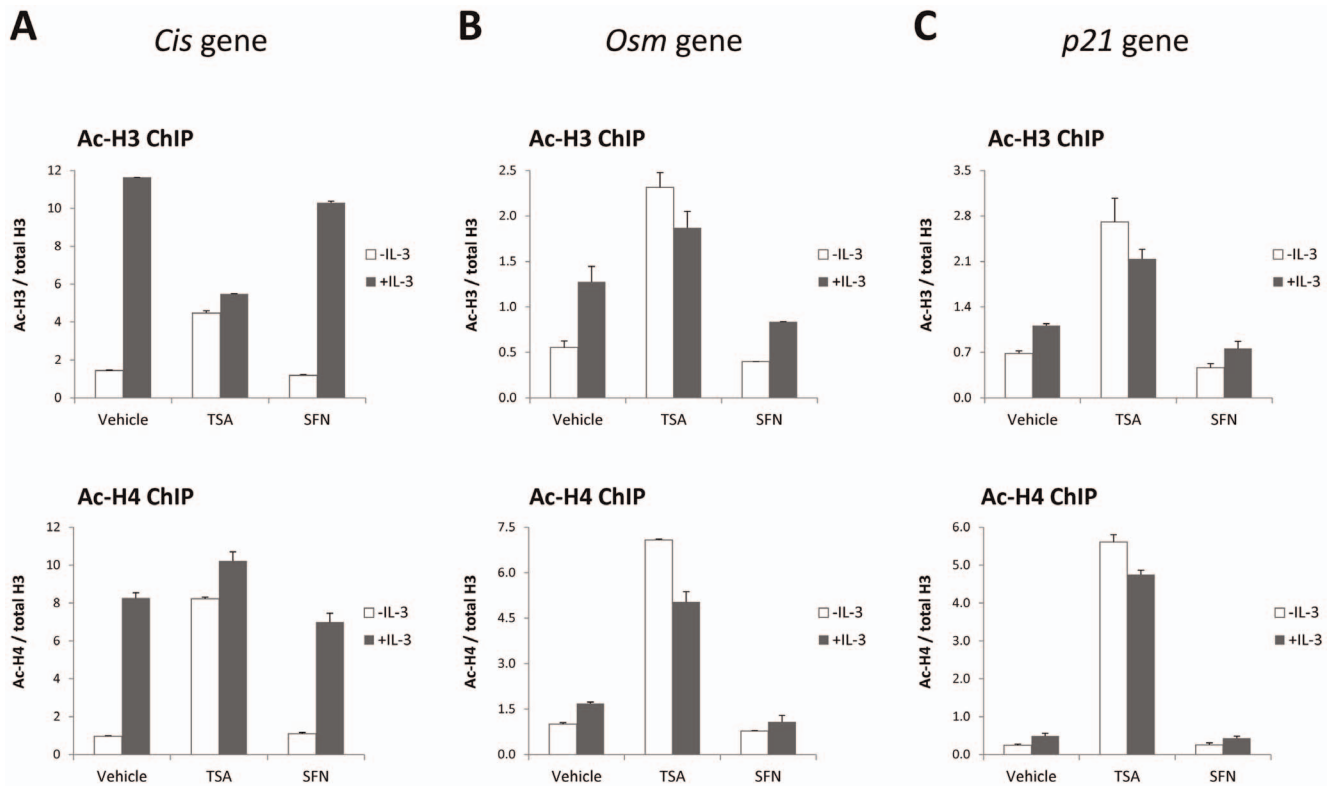 A
Cis gene
Ac-H3 ChIP
Ac-H3 / total H3
12
10
8
6
4
2
0
Vehicle
TSA
SFN
-IL-3
+IL-3
Ac-H4 ChIP
Ac-H4 / total H3
12
10
8
6
4
2
0
Vehicle
TSA
SFN
-IL-3
+IL-3
B
Osm gene
Ac-H3 ChIP
Ac-H3 / total H3
2.5
2.0
1.5
1.0
0.5
0.0
Vehicle
TSA
SFN
-IL-3
+IL-3
Ac-H4 ChIP
Ac-H4 / total H3
7.5
6.0
4.5
3.0
1.5
0.0
Vehicle
TSA
SFN
-IL-3
+IL-3
C
p21 gene
Ac-H3 ChIP
Ac-H3 / total H3
3.5
2.8
2.1
1.4
0.7
0.0
Vehicle
TSA
SFN
-IL-3
+IL-3
Ac-H4 ChIP
Ac-H4 / total H3
6.0
5.0
4.0
3.0
2.0
1.0
0.0
Vehicle
TSA
SFN
-IL-3
+IL-3